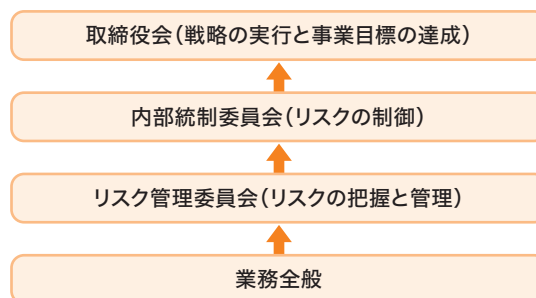 取締役会（戦略の実行と事業目標の達成）
内部統制委員会（リスクの制御）
リスク管理委員会（リスクの把握と管理）
業務全般